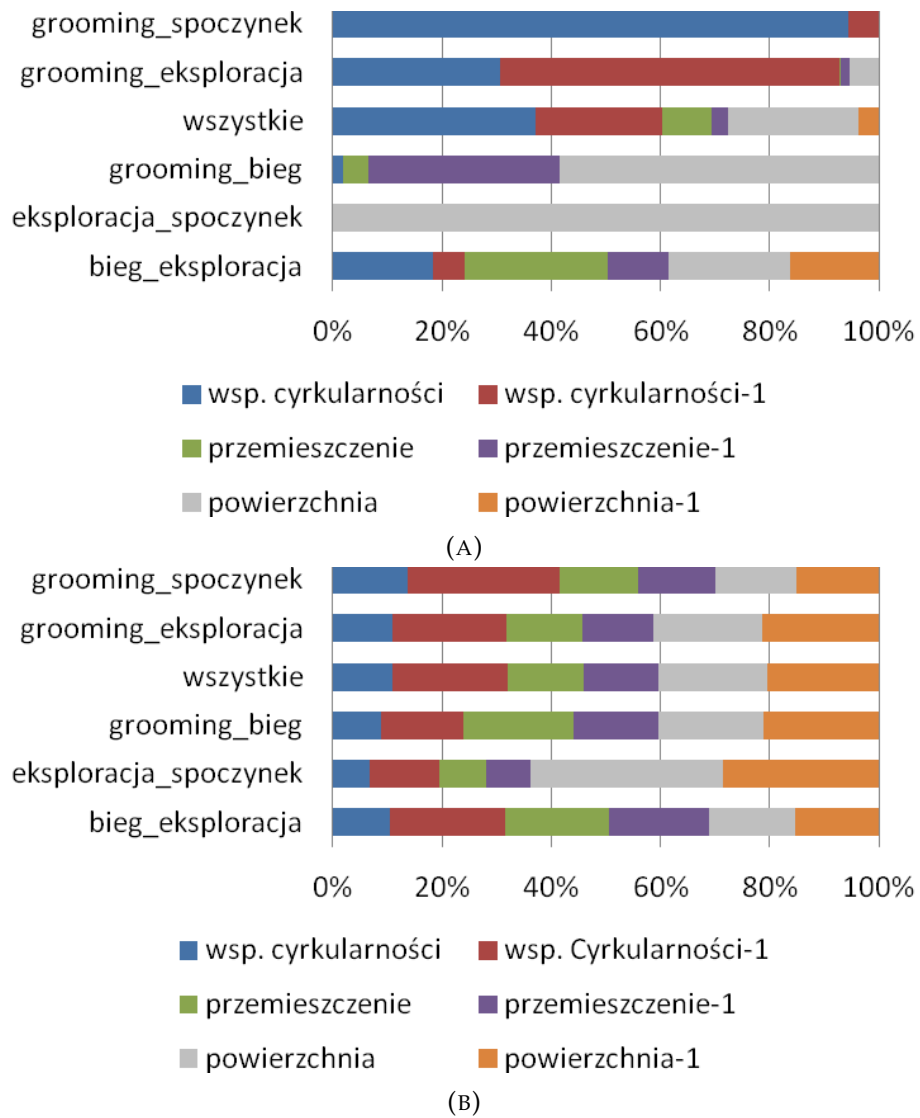 grooming_spoczynek
grooming_eksploracja
wszystkie
grooming_bieg
eksploracja_spoczynek
bieg_eksploracja
0% 20% 40% 60% 80% 100%
wsp. cyrkularności wsp. cyrkularności-1
przemieszczenie przemieszczenie-1
powierzchnia powierzchnia-1
(A)
grooming_spoczynek
grooming_eksploracja
wszystkie
grooming_bieg
eksploracja_spoczynek
bieg_eksploracja
0% 20% 40% 60% 80% 100%
wsp. cyrkularności wsp. Cyrkularności-1
przemieszczenie przemieszczenie-1
powierzchnia powierzchnia-1
(B)